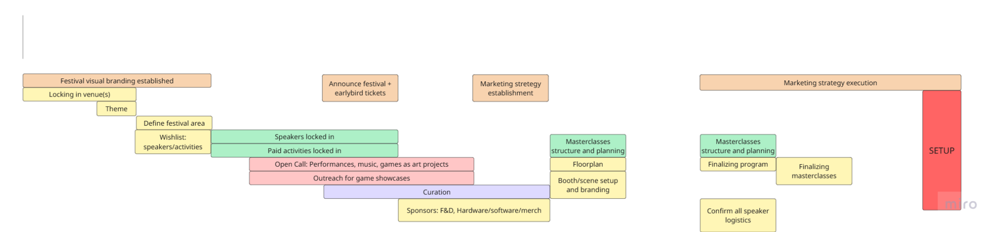 Festival visual branding established
Announce festival +
earlybird tickets
Marketing stretegy
establishment
Marketing strategy execution
Locking in venue(s)
Theme
Define festival area
Wishlist:
speakers/activities
Speakers locked in
Paid activities locked in
Masterclasses
structure and planning
Masterclasses
structure and planning
SETUP
Open Call: Performances, music, games as art projects
Floorplan
Finalizing program
Finalizing
masterclasses
Outreach for game showcases
Booth/scene setup
and branding
Curation
Sponsors: F&D, Hardware/software/merch
Confirm all speaker
logistics
miro